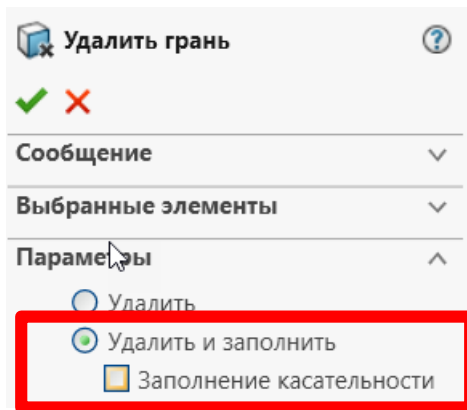 Удалить грань
Сообщение
Выбранные элементы
Параметры
Удалить
Удалить и заполнить
Заполнение касательности